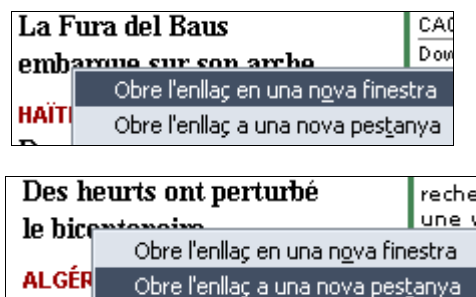 La Fura del Baus
embarque sur son arche
Obre l'enllaç en una nova finestra
HAÏTI
Obre l'enllaç a una nova pestanya
Des heurts ont perturbé
le bicentenaire
reche
une
Obre l'enllaç en una nova finestra
ALGÉR
Obre l'enllaç a una nova pestanya